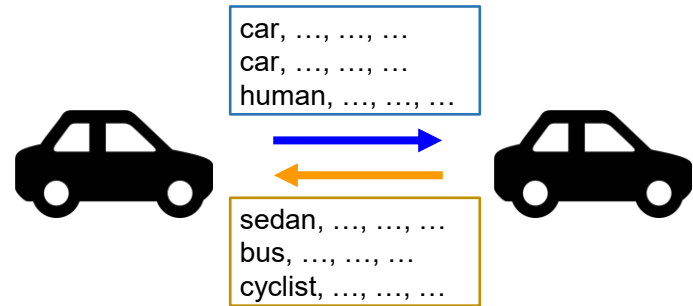 car, …, …, …
car, …, …, …
human, …, …, …
sedan, …, …, …
bus, …, …, …
cyclist, …, …, …